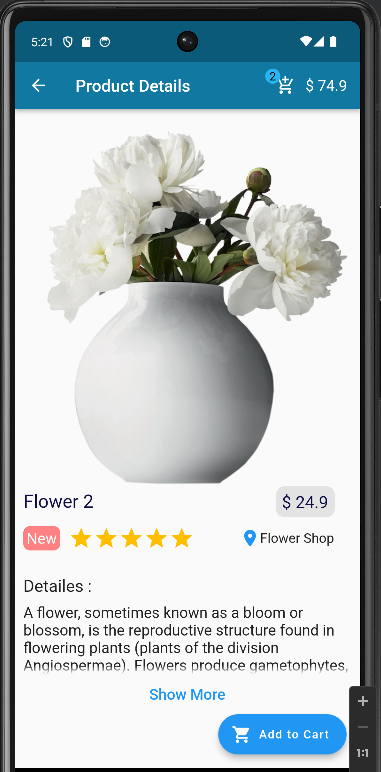 5:21
Product Details
2
$ 74.9
Flower 2
$ 24.9
New
Flower Shop
Detailes :
A flower, sometimes known as a bloom or
blossom, is the reproductive structure found in
flowering plants (plants of the division
Angiospermae). Flowers produce gametophytes,
Show More
Add to Cart
1:1